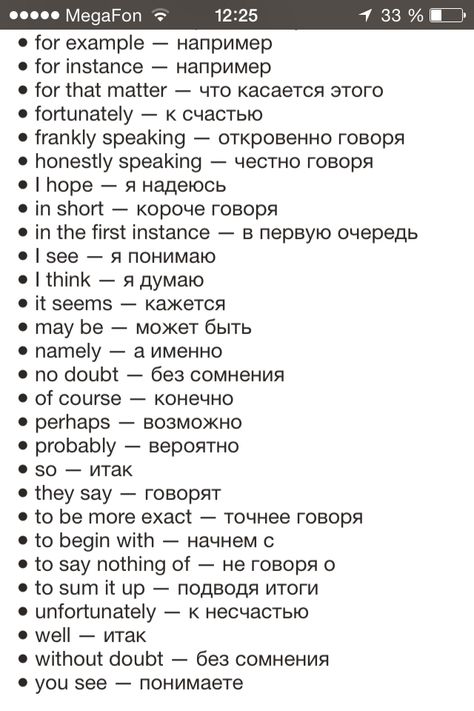 MegaFon 12:25 33 %
• for example — например
• for instance — например
• for that matter — что касается этого
• fortunately — к счастью
• frankly speaking — откровенно говоря
• honestly speaking — честно говоря
• I hope — я надеюсь
• in short — короче говоря
• in the first instance — в первую очередь
• I see — я понимаю
• I think — я думаю
• it seems — кажется
• may be — может быть
• namely — а именно
• no doubt — без сомнения
• of course — конечно
• perhaps — возможно
• probably — вероятно
• so — итак
• they say — говорят
• to be more exact — точнее говоря
• to begin with — начнем с
• to say nothing of — не говоря о
• to sum it up — подводя итоги
• unfortunately — к несчастью
• well — итак
• without doubt — без сомнения
• you see — понимаете